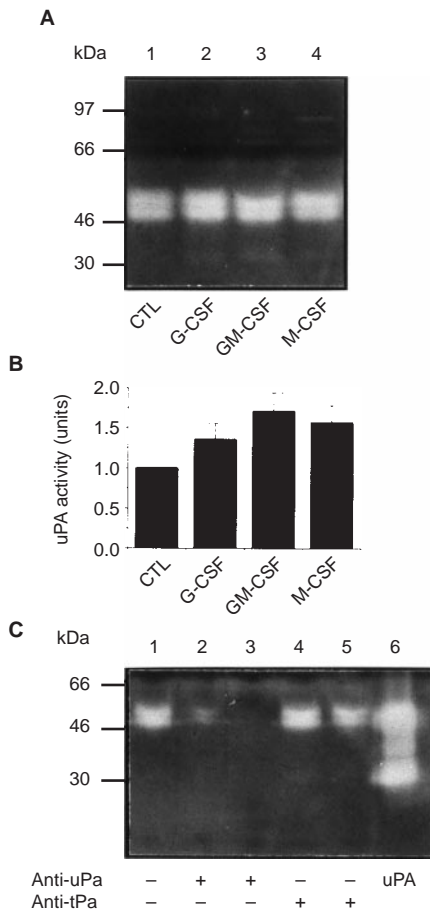 A
kDa 1 2 3 4
97
66
46
30
CTL G-CSF GM-CSF M-CSF
B
uPA activity (units)
2.0
1.5
1.0
0.5
0.0
CTL G-CSF GM-CSF M-CSF
C
kDa 1 2 3 4 5 6
66
46
30
Anti-uPa – + + – – uPA
Anti-tPa – – – + +